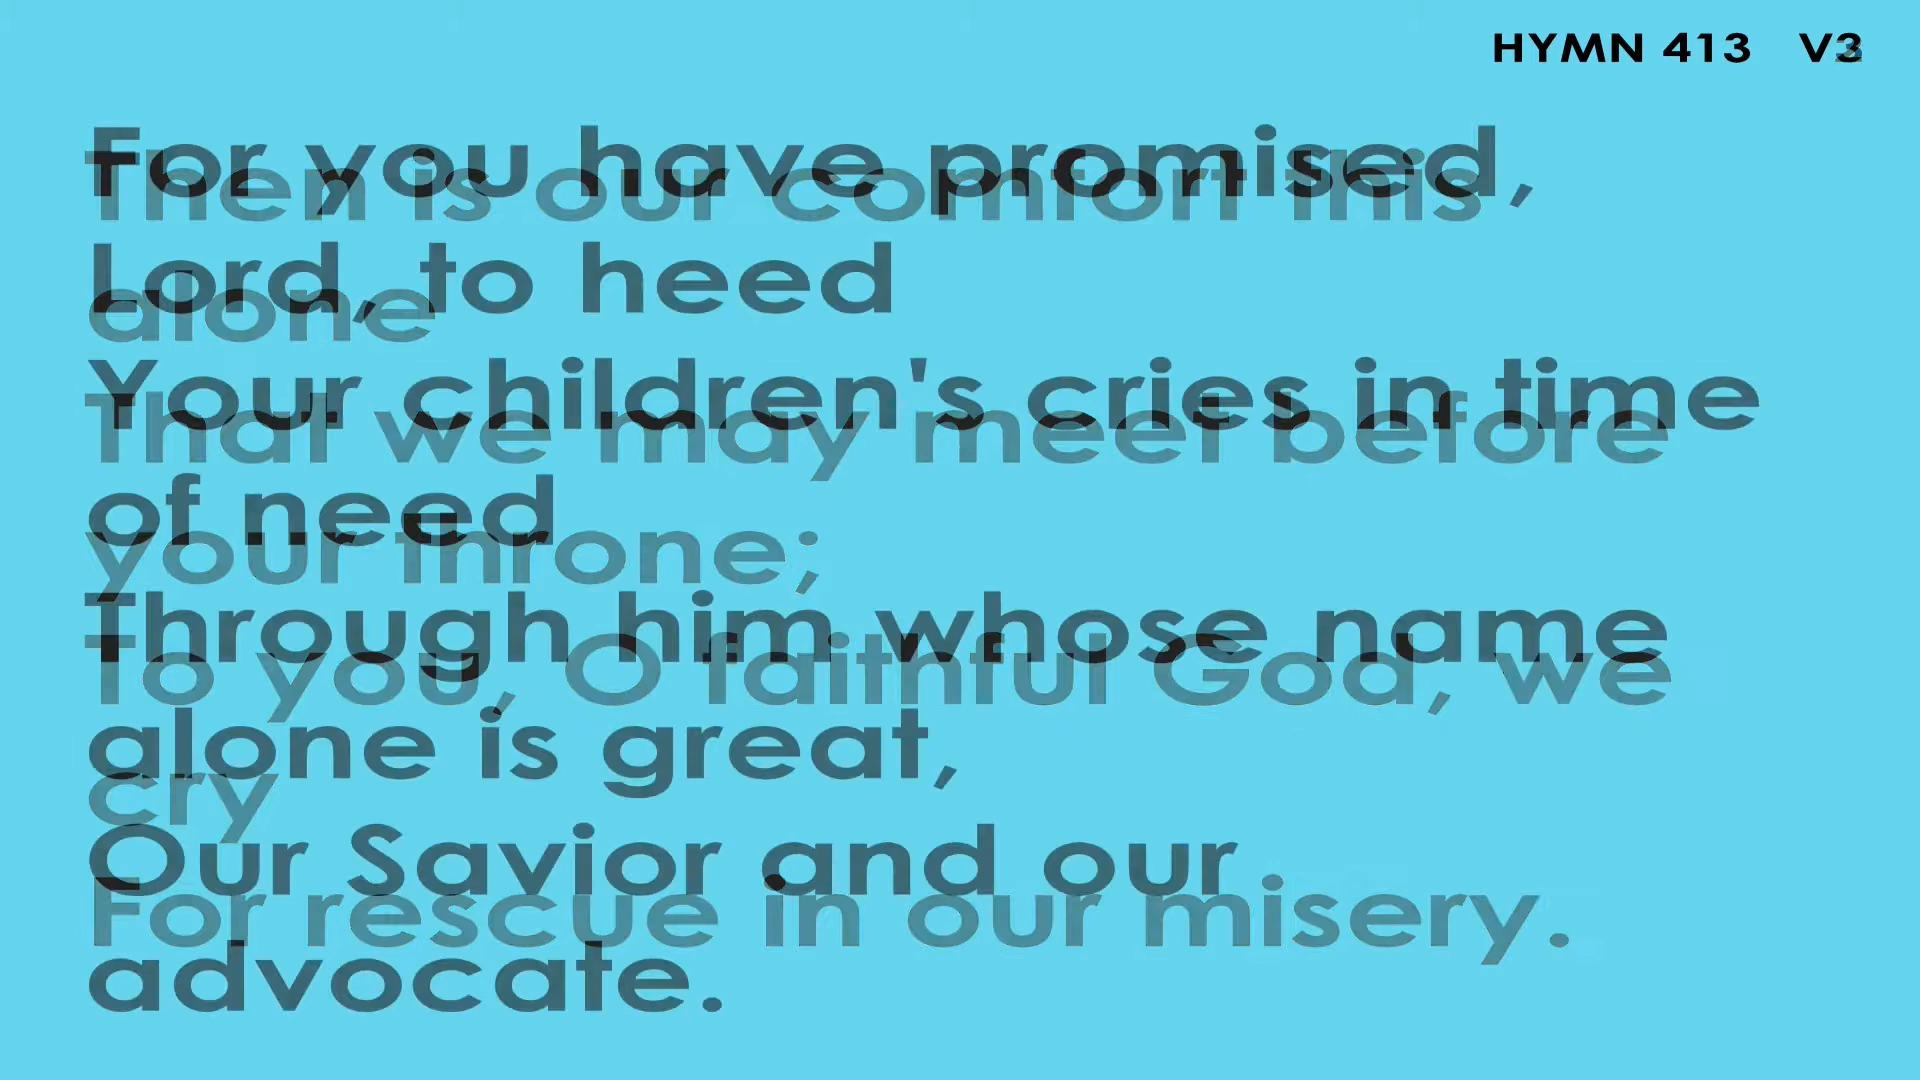 HYMN 413 V3
For you have promised,
Then is our comfort this
Lord, to heed
alone
Your children's cries in time
That we may meet before
of need
your throne;
Through him whose name
To you, O faithful God, we
alone is great,
cry
Our Savior and our
For rescue in our misery.
advocate.